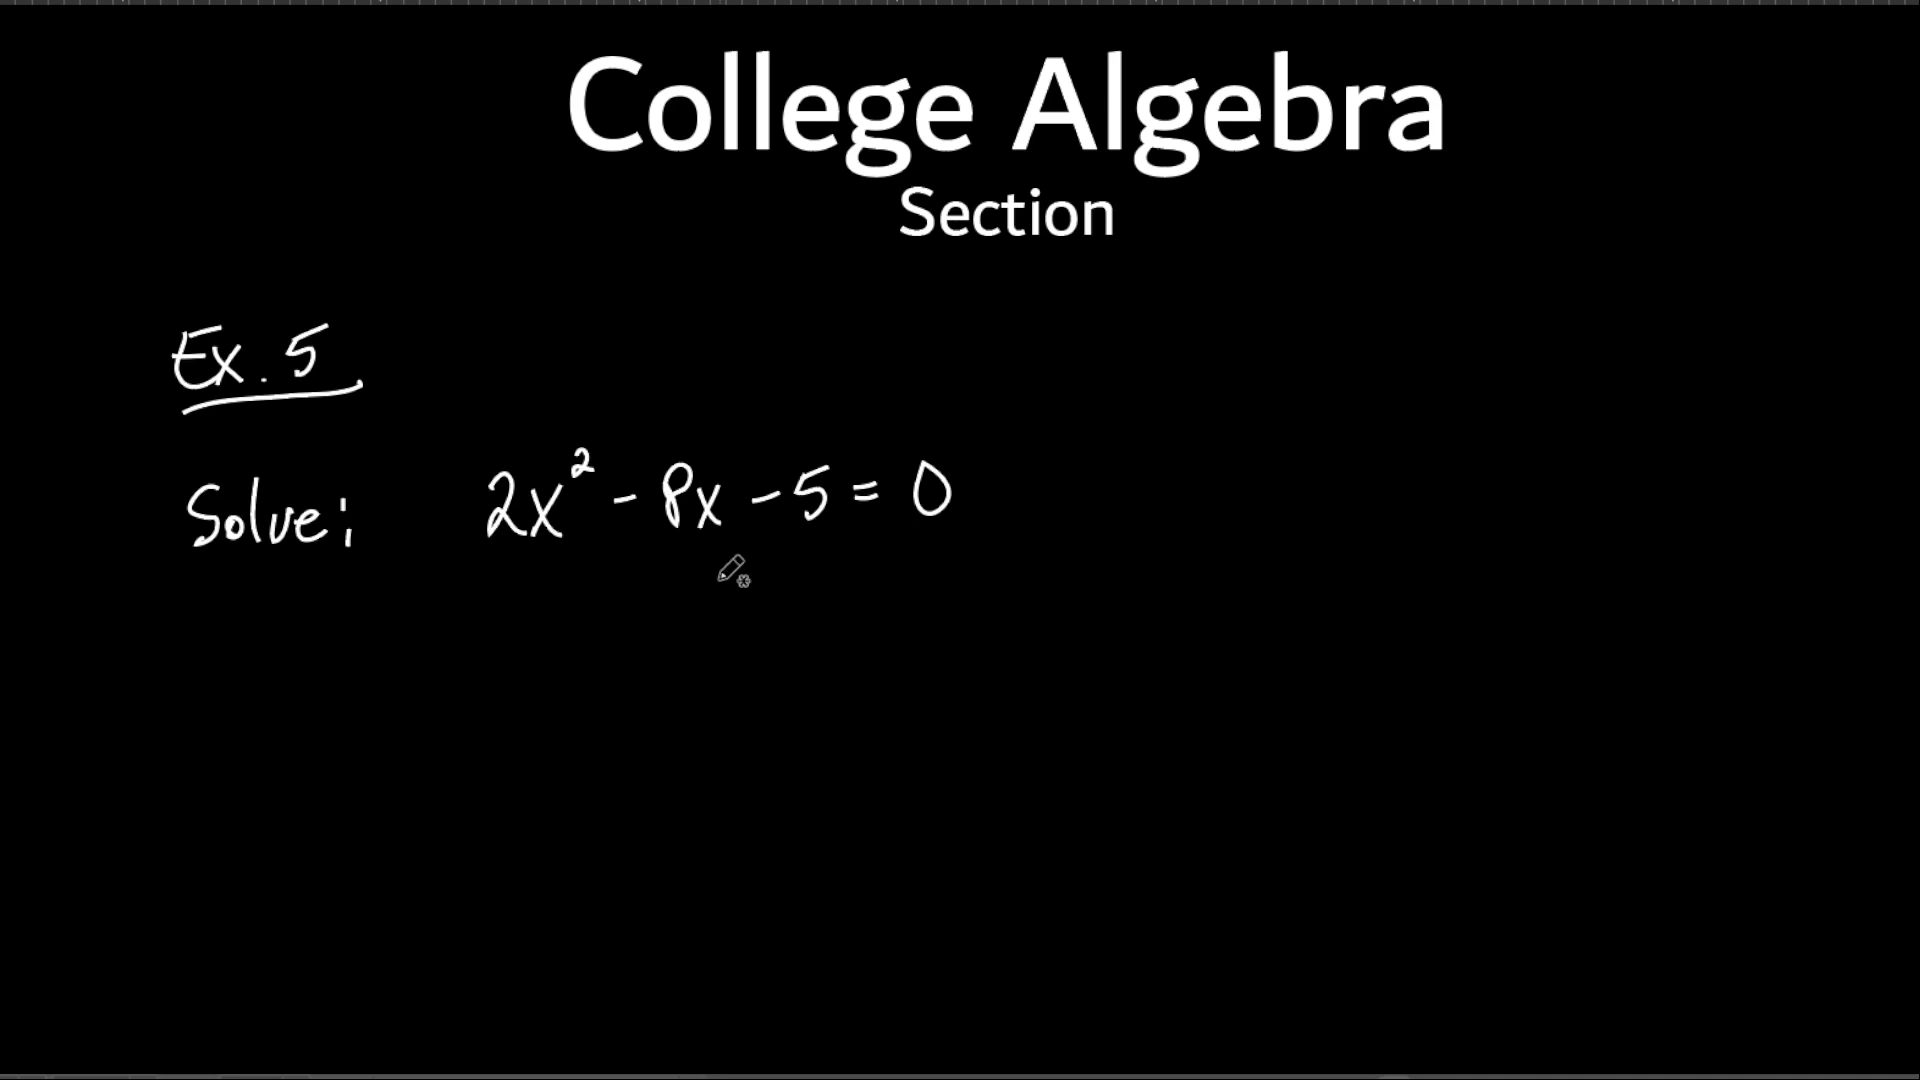 College Algebra
Section
Ex. 5
Solve: 2x² - 8x - 5 = 0